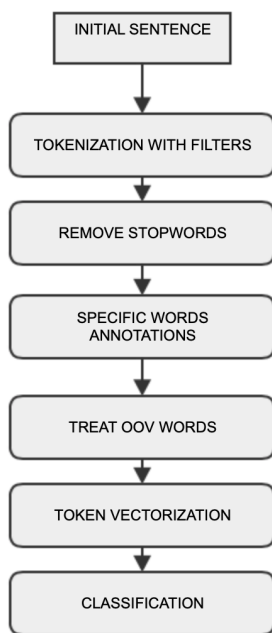 INITIAL SENTENCE
TOKENIZATION WITH FILTERS
REMOVE STOPWORDS
SPECIFIC WORDS
ANNOTATIONS
TREAT OOV WORDS
TOKEN VECTORIZATION
CLASSIFICATION